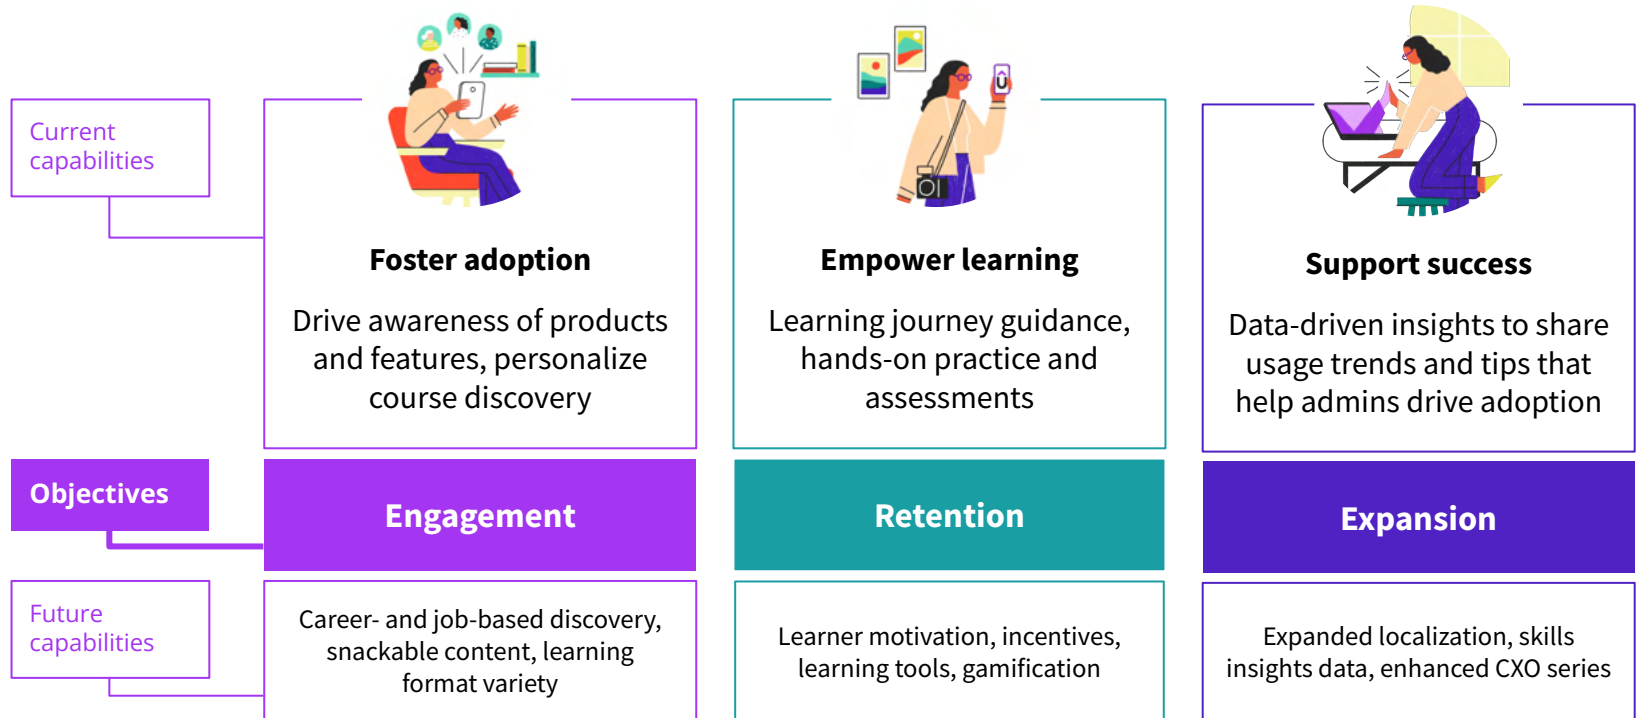 Current
capabilities
Foster adoption
Drive awareness of products
and features, personalize
course discovery
Empower learning
Learning journey guidance,
hands-on practice and
assessments
Support success
Data-driven insights to share
usage trends and tips that
help admins drive adoption
Objectives
Engagement
Retention
Expansion
Future
capabilities
Career- and job-based discovery,
snackable content, learning
format variety
Learner motivation, incentives,
learning tools, gamification
Expanded localization, skills
insights data, enhanced CXO series